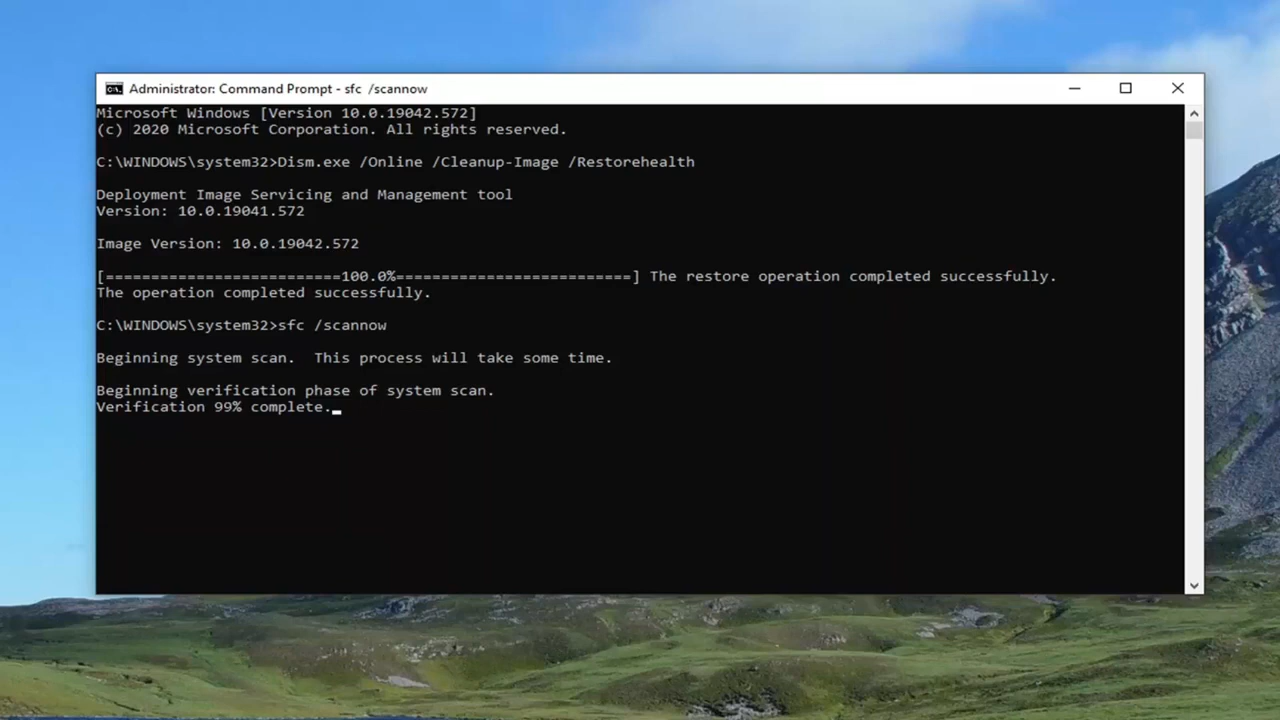 Administrator: Command Prompt - sfc  /scannow
Microsoft Windows [Version 10.0.19042.572]
(c) 2020 Microsoft Corporation. All rights reserved.
C:\WINDOWS\system32>Dism.exe /Online /Cleanup-Image /Restorehealth
Deployment Image Servicing and Management tool
Version: 10.0.19041.572
Image Version: 10.0.19042.572
[==========================100.0%==========================] The restore operation completed successfully.
The operation completed successfully.
C:\WINDOWS\system32>sfc /scannow
Beginning system scan.  This process will take some time.
Beginning verification phase of system scan.
Verification 99% complete.